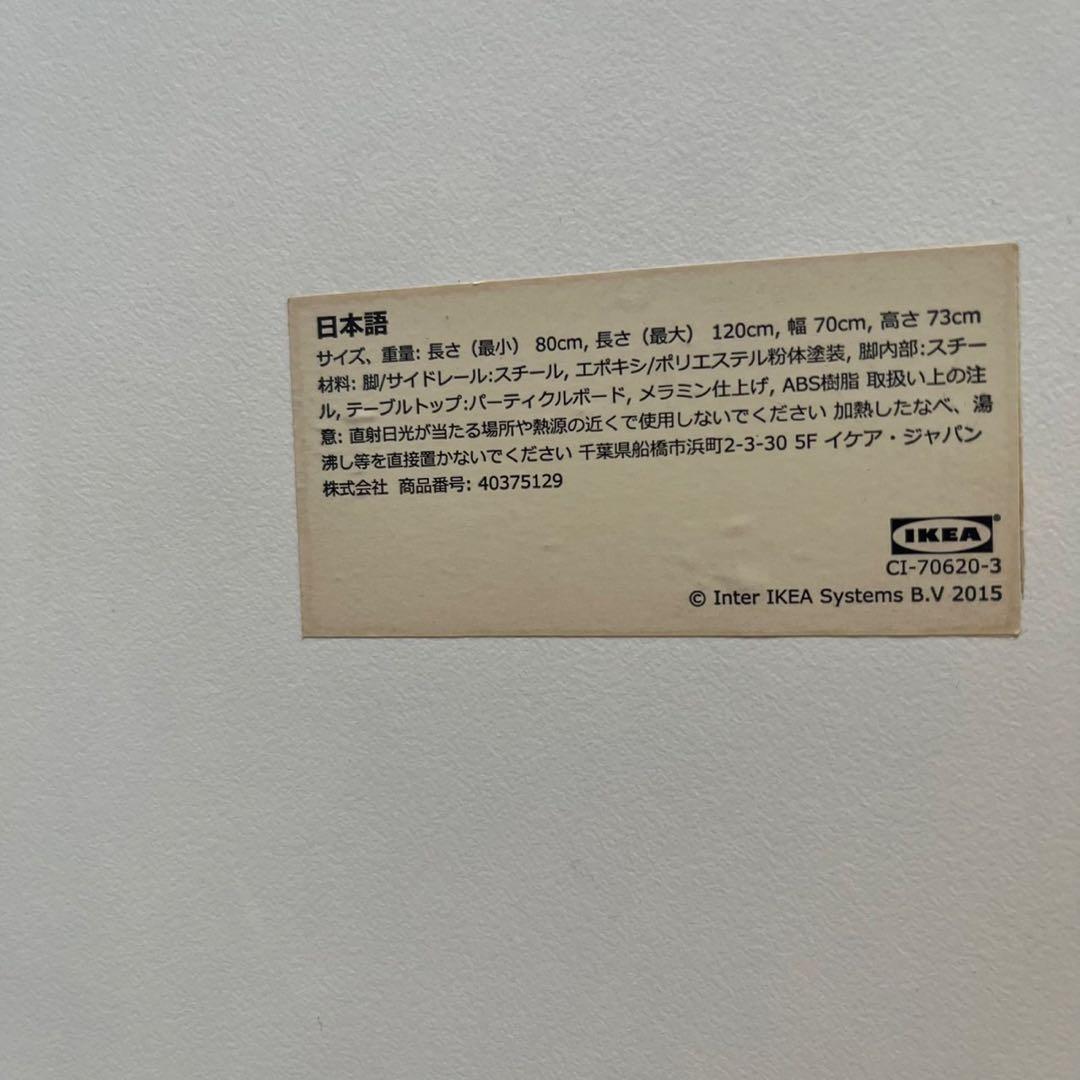 日本語
サイズ、重量: 長さ（最小） 80cm, 長さ（最大） 120cm, 幅 70cm, 高さ 73cm
材料: 脚/サイドレール:スチール, エポキシ/ポリエステル粉体塗装, 脚内部:スチー
ル, テーブルトップ:パーティクルボード, メラミン仕上げ, ABS樹脂 取扱い上の注
意: 直射日光が当たる場所や熱源の近くで使用しないでください 加熱したなべ、湯
沸し等を直接置かないでください 千葉県船橋市浜町2-3-30 5F イケア・ジャパン
株式会社 商品番号: 40375129
IKEA®
CI-70620-3
© Inter IKEA Systems B.V 2015